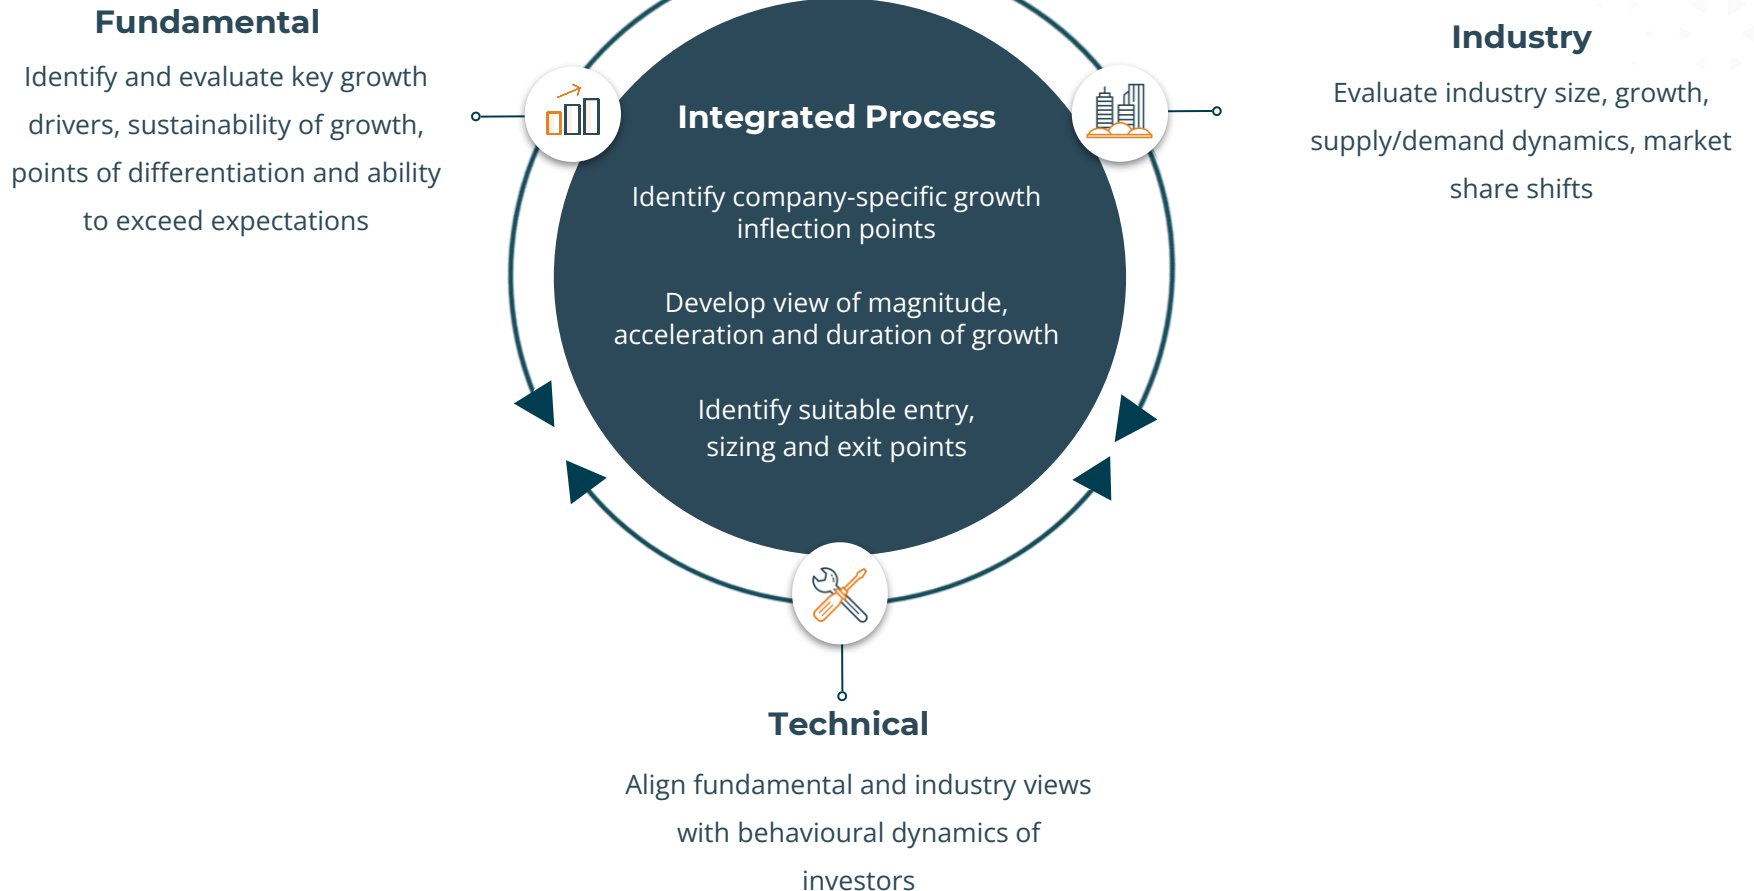 Fundamental
Identify and evaluate key growth
drivers, sustainability of growth,
points of differentiation and ability
to exceed expectations
Integrated Process
Identify company-specific growth
inflection points
Develop view of magnitude,
acceleration and duration of growth
Identify suitable entry,
sizing and exit points
Industry
Evaluate industry size, growth,
supply/demand dynamics, market
share shifts
Technical
Align fundamental and industry views
with behavioural dynamics of
investors